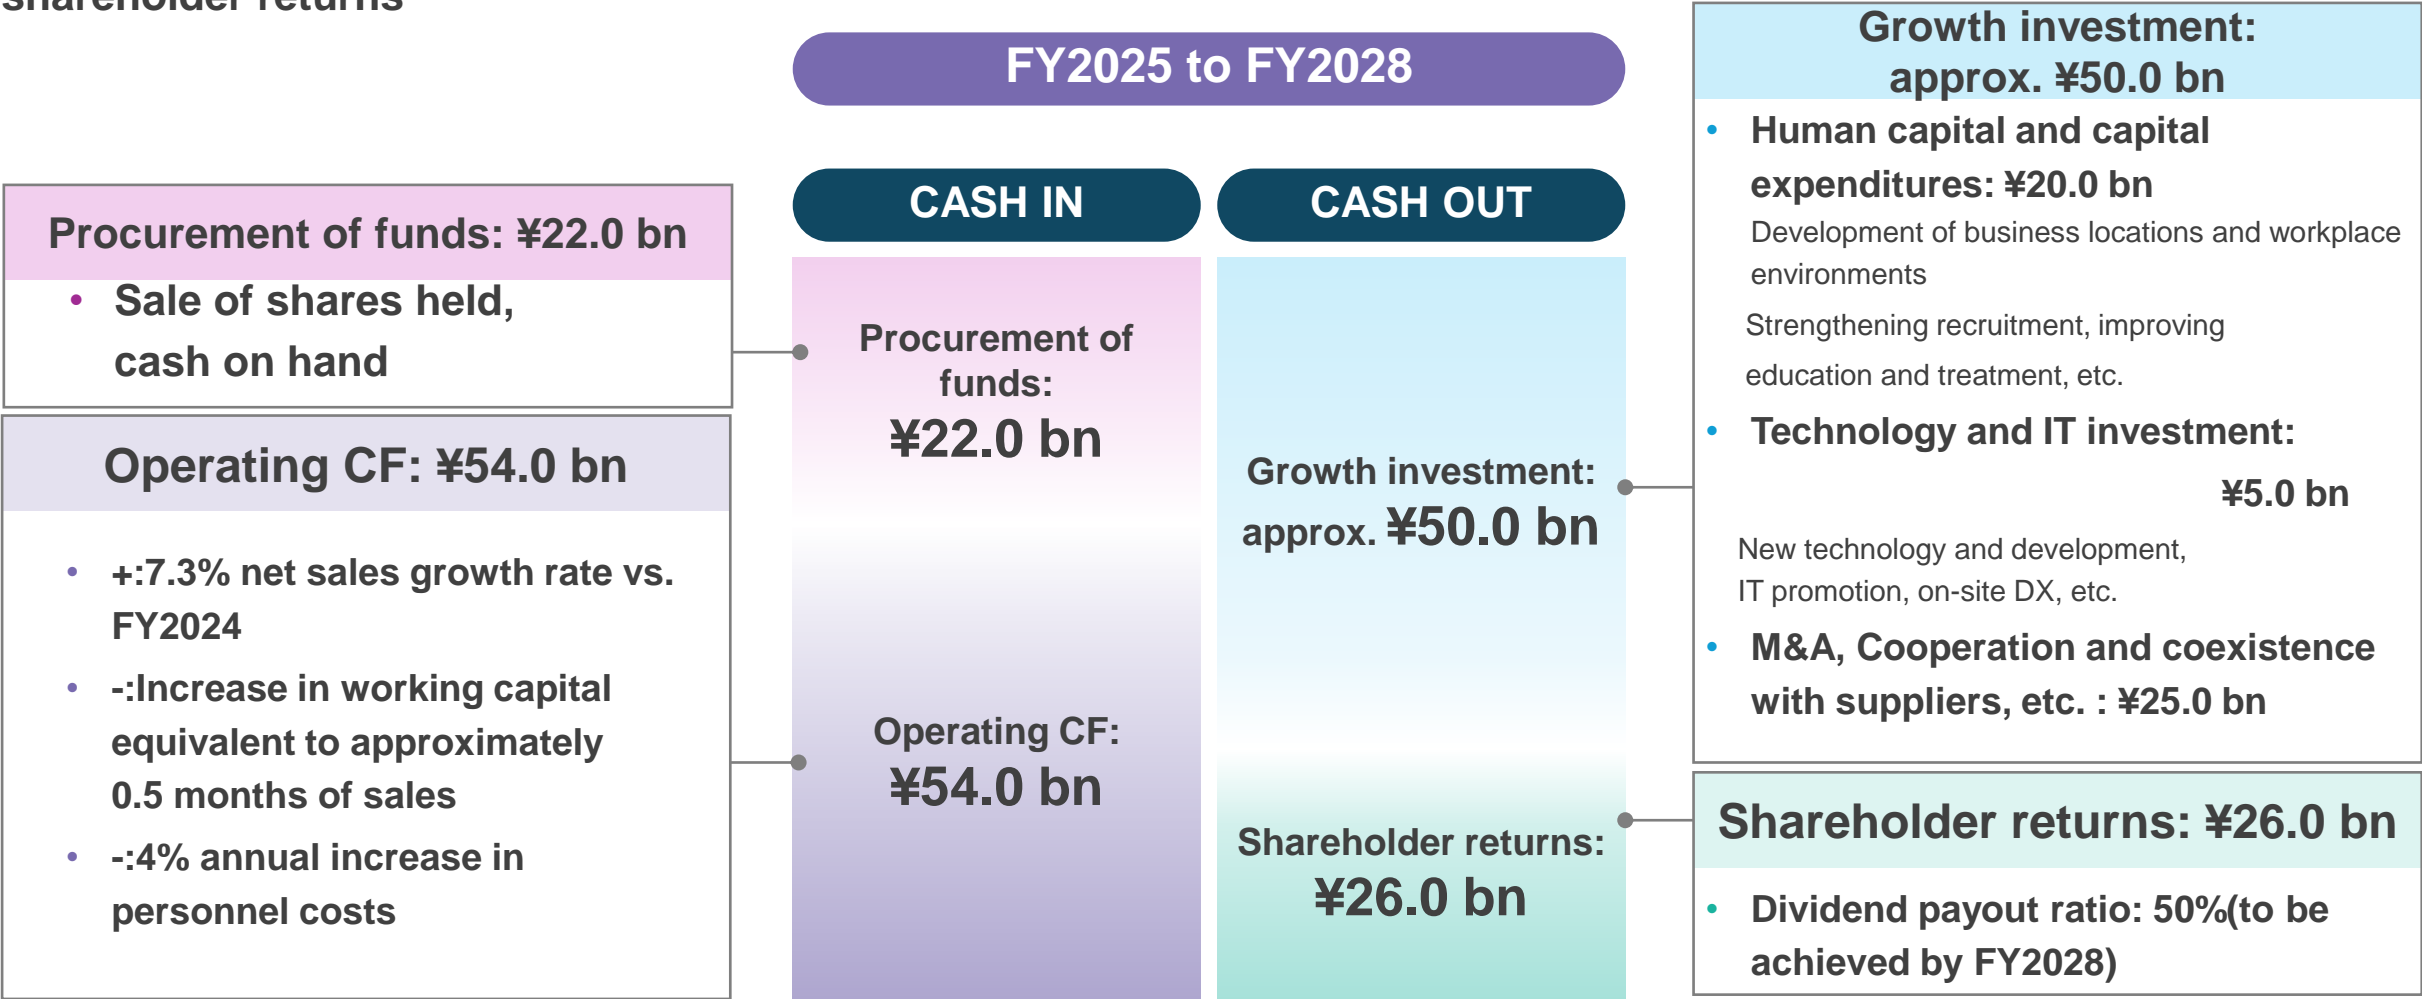 shareholder returns
FY2025 to FY2028
CASH IN
CASH OUT
Procurement of funds: ¥22.0 bn
• Sale of shares held,
cash on hand
Operating CF: ¥54.0 bn
• +:7.3% net sales growth rate vs.
FY2024
• -:Increase in working capital
equivalent to approximately
0.5 months of sales
• -:4% annual increase in
personnel costs
Procurement of
funds:
¥22.0 bn
Operating CF:
¥54.0 bn
Growth investment:
approx. ¥50.0 bn
Shareholder returns:
¥26.0 bn
Growth investment:
approx. ¥50.0 bn
• Human capital and capital
expenditures: ¥20.0 bn
Development of business locations and workplace
environments
Strengthening recruitment, improving
education and treatment, etc.
• Technology and IT investment:
¥5.0 bn
New technology and development,
IT promotion, on-site DX, etc.
• M&A, Cooperation and coexistence
with suppliers, etc. : ¥25.0 bn
Shareholder returns: ¥26.0 bn
• Dividend payout ratio: 50%(to be
achieved by FY2028)